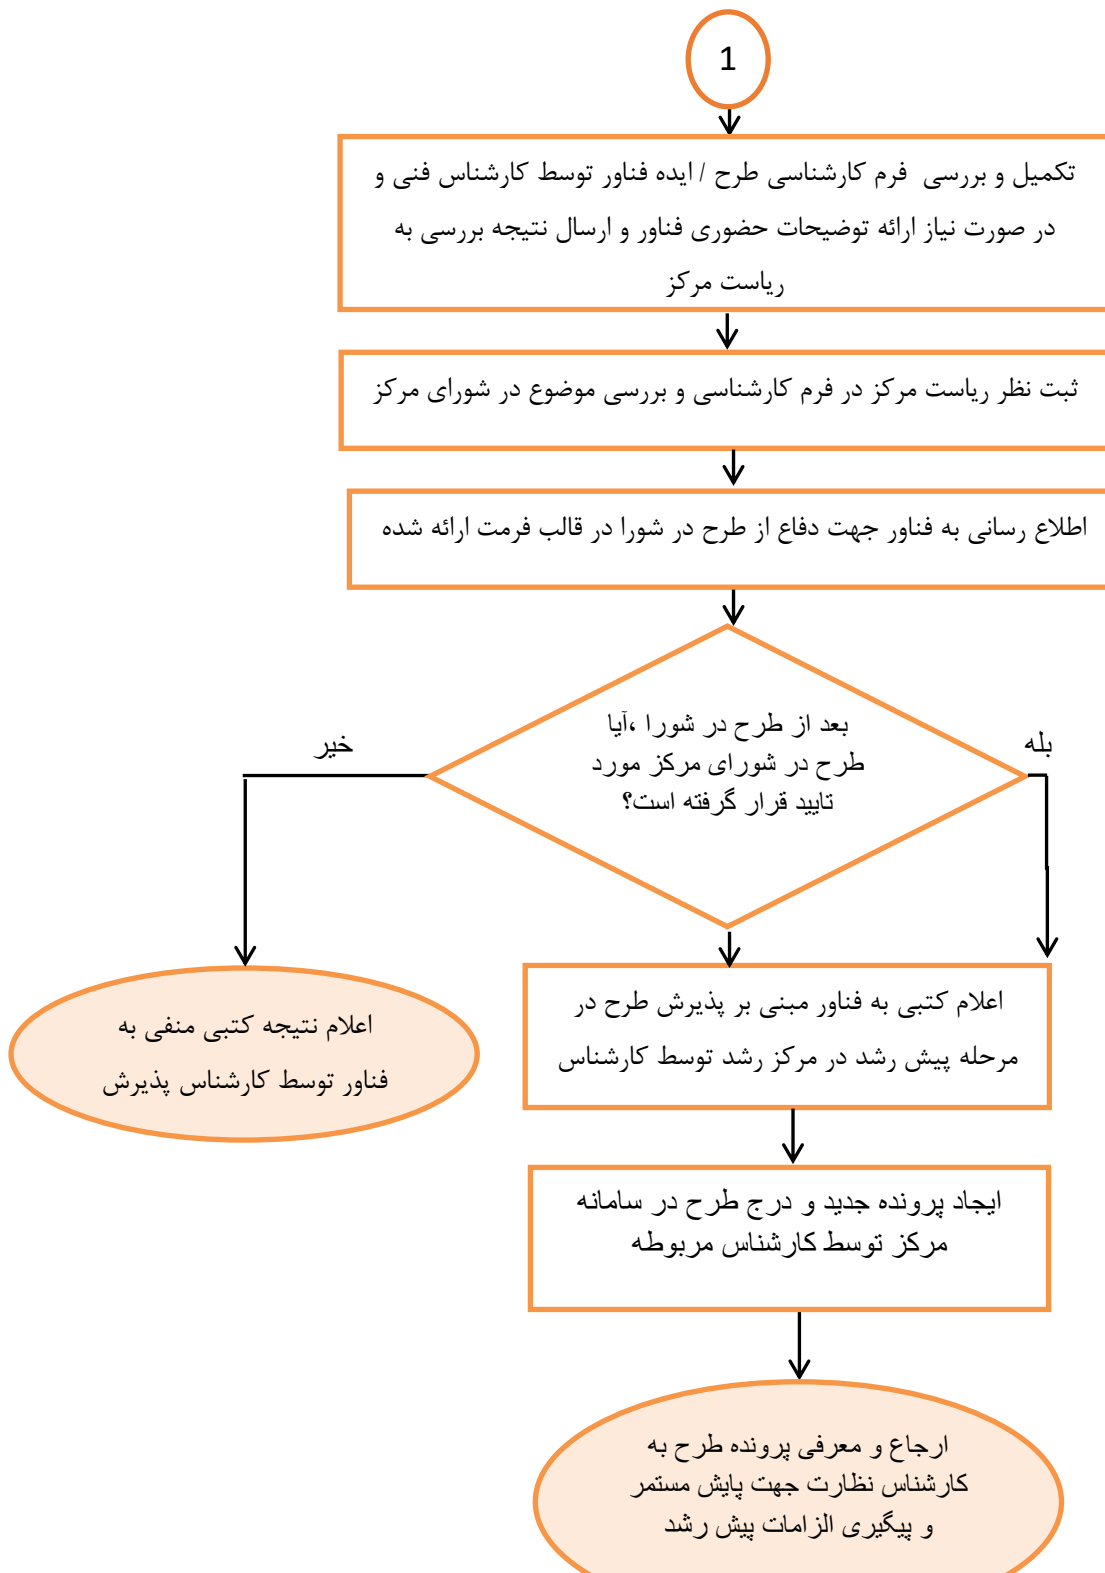 1
تکمیل و بررسی فرم کارشناسی طرح / ایده فناور توسط کارشناس فنی و
در صورت نیاز ارائه توضیحات حضوری فناور و ارسال نتیجه بررسی به
ریاست مرکز
ثبت نظر ریاست مرکز در فرم کارشناسی و بررسی موضوع در شورای مرکز
اطلاع رسانی به فناور جهت دفاع از طرح در شورا در قالب فرمت ارائه شده
بعد از طرح در شورا ،آیا
طرح در شورای مرکز مورد
تایید قرار گرفته است؟
بله
خیر
اعلام کتبی به فناور مبنی بر پذیرش طرح در
مرحله پیش رشد در مرکز رشد توسط کارشناس
اعلام نتیجه کتبی منفی به
فناور توسط کارشناس پذیرش
ایجاد پرونده جدید و درج طرح در سامانه
مرکز توسط کارشناس مربوطه
ارجاع و معرفی پرونده طرح به
کارشناس نظارت جهت پایش مستمر
و پیگیری الزامات پیش رشد